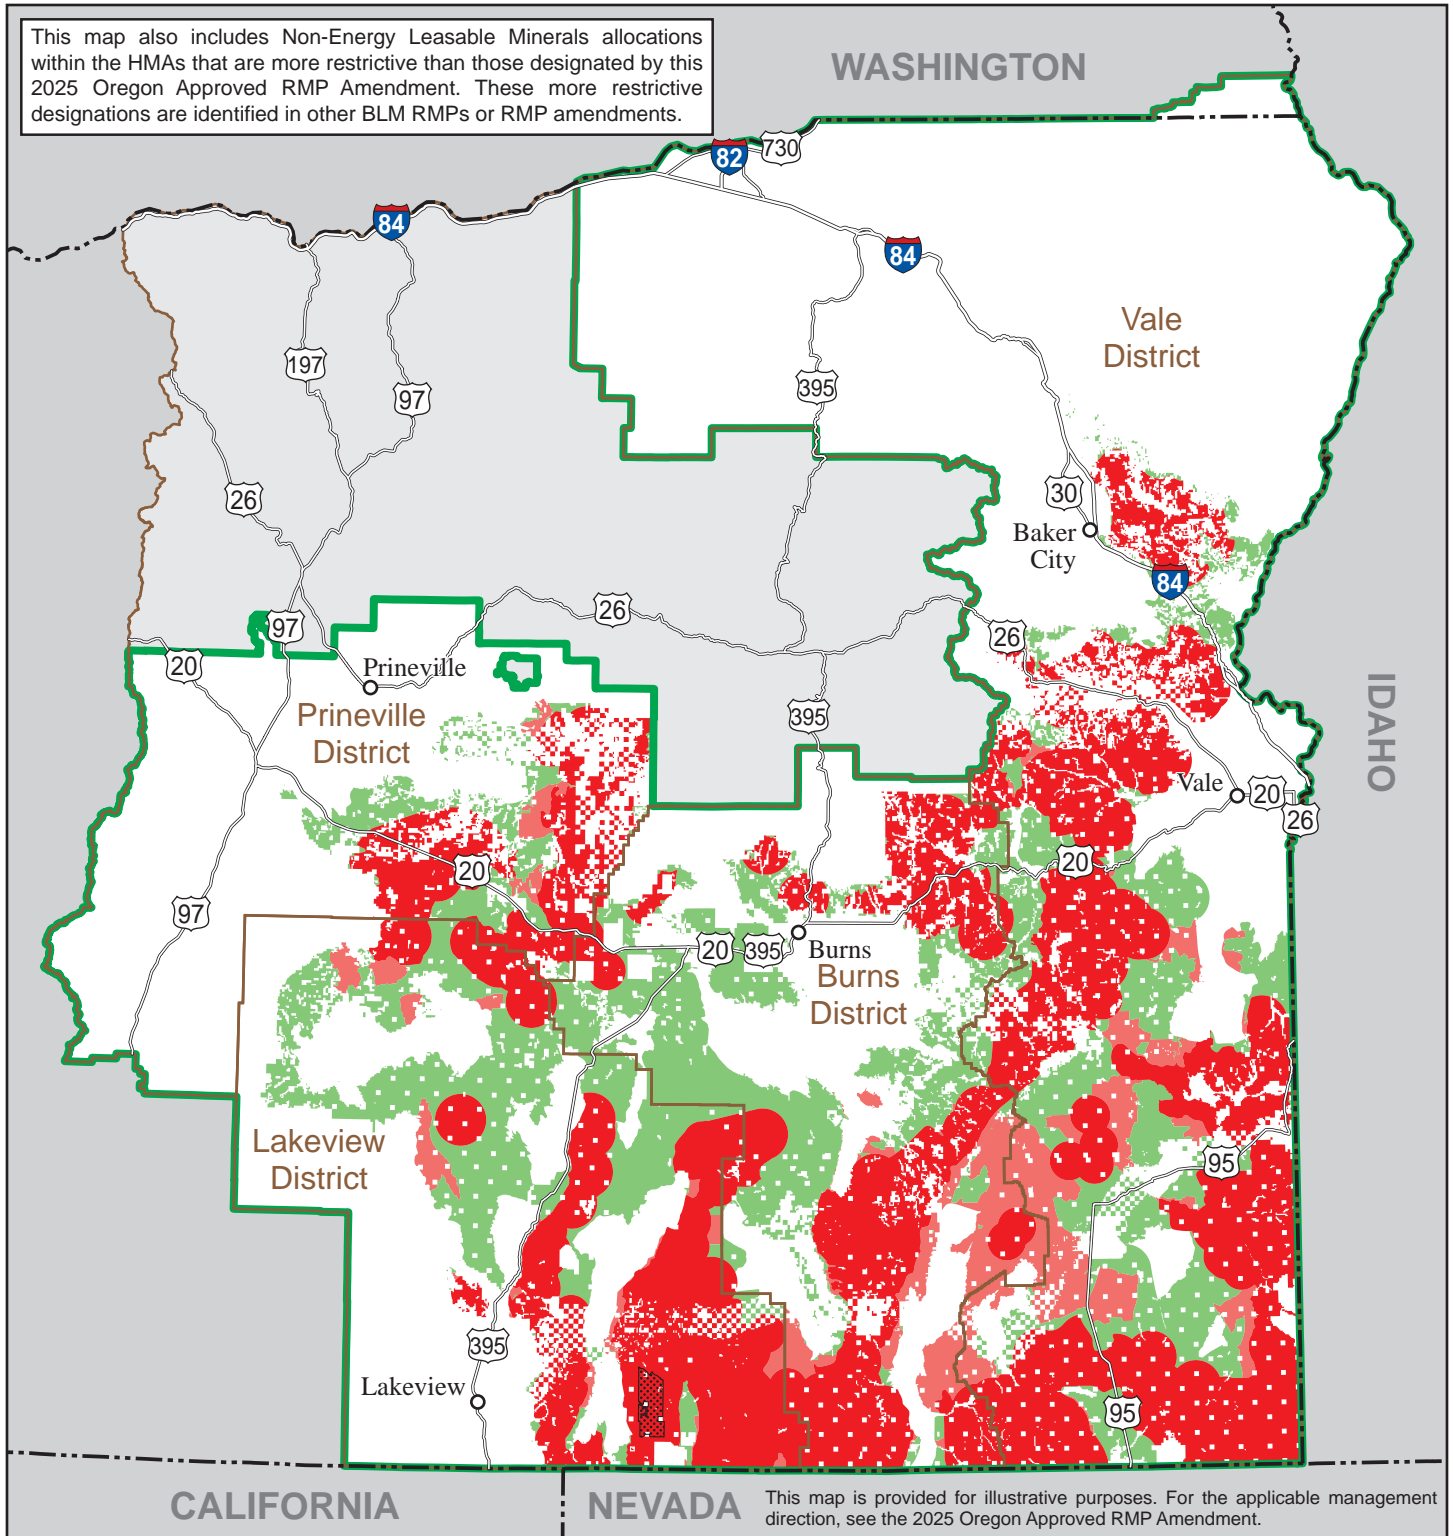 This map also includes Non-Energy Leasable Minerals allocations
within the HMAs that are more restrictive than those designated by this
2025 Oregon Approved RMP Amendment. These more restrictive
designations are identified in other BLM RMPs or RMP amendments.
WASHINGTON
82
730
84
84
Vale
District
197
97
395
26
30
Baker
City
84
97
26
26
20
Prineville
IDAHO
Prineville
District
395
Vale
20
26
20
20
97
20
395
Burns
Burns
District
Lakeview
District
95
395
Lakeview
95
CALIFORNIA
NEVADA
This map is provided for illustrative purposes. For the applicable management
direction, see the 2025 Oregon Approved RMP Amendment.